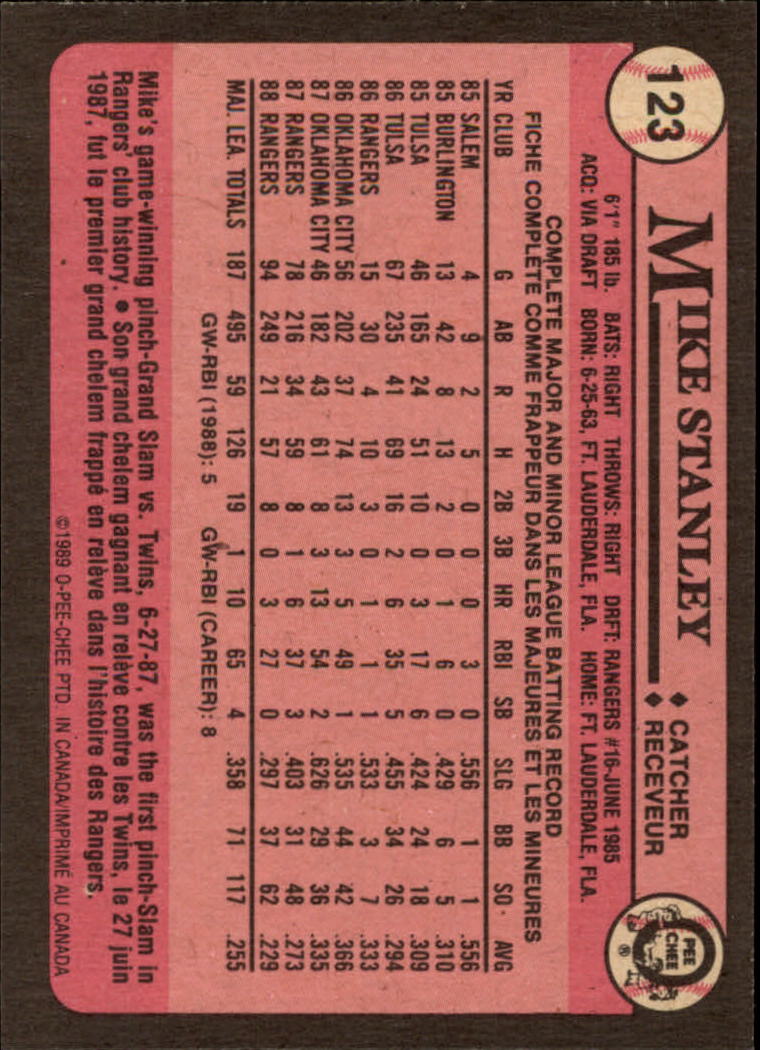 123
MIKE STANLEY
♦ CATCHER
♦ RECEVEUR
O PEE CHEE ®
6'1" 185 lb. BATS: RIGHT THROWS: RIGHT DRFT: RANGERS #16-JUNE 1985
ACQ: VIA DRAFT BORN: 6-25-63, FT. LAUDERDALE, FLA. HOME: FT. LAUDERDALE, FLA.
COMPLETE MAJOR AND MINOR LEAGUE BATTING RECORD
FICHE COMPLÈTE COMME FRAPPEUR DANS LES MAJEURES ET LES MINEURES
YR CLUB G AB R H 2B 3B HR RBI SB SLG BB SO AVG
85 SALEM 4 9 2 5 0 0 0 3 0 .556 1 1 .556
85 BURLINGTON 13 42 8 13 2 0 1 6 0 .429 6 5 .310
85 TULSA 46 165 24 51 10 0 3 17 6 .424 24 18 .309
86 TULSA 67 235 41 69 16 2 6 35 5 .455 34 26 .294
86 RANGERS 15 30 4 10 3 0 1 1 1 .533 3 7 .333
86 OKLAHOMA CITY 56 202 37 74 13 3 5 49 1 .535 44 42 .366
87 OKLAHOMA CITY 46 182 43 61 8 3 13 54 2 .626 29 36 .335
87 RANGERS 78 216 34 59 8 1 6 37 3 .403 31 48 .273
88 RANGERS 94 249 21 57 8 0 3 27 0 .297 37 62 .229
MAJ. LEA. TOTALS 187 495 59 126 19 1 10 65 4 .358 71 117 .255
GW-RBI (1988): 5 GW-RBI (CAREER): 8
Mike's game-winning pinch-Grand Slam vs. Twins, 6-27-87, was the first pinch-Slam in
Rangers' club history. ● Son grand chelem gagnant en relève contre les Twins, le 27 juin
1987, fut le premier grand chelem frappé en relève dans l'histoire des Rangers.
©1989 O-PEE-CHEE PTD. IN CANADA/IMPRIMÉ AU CANADA